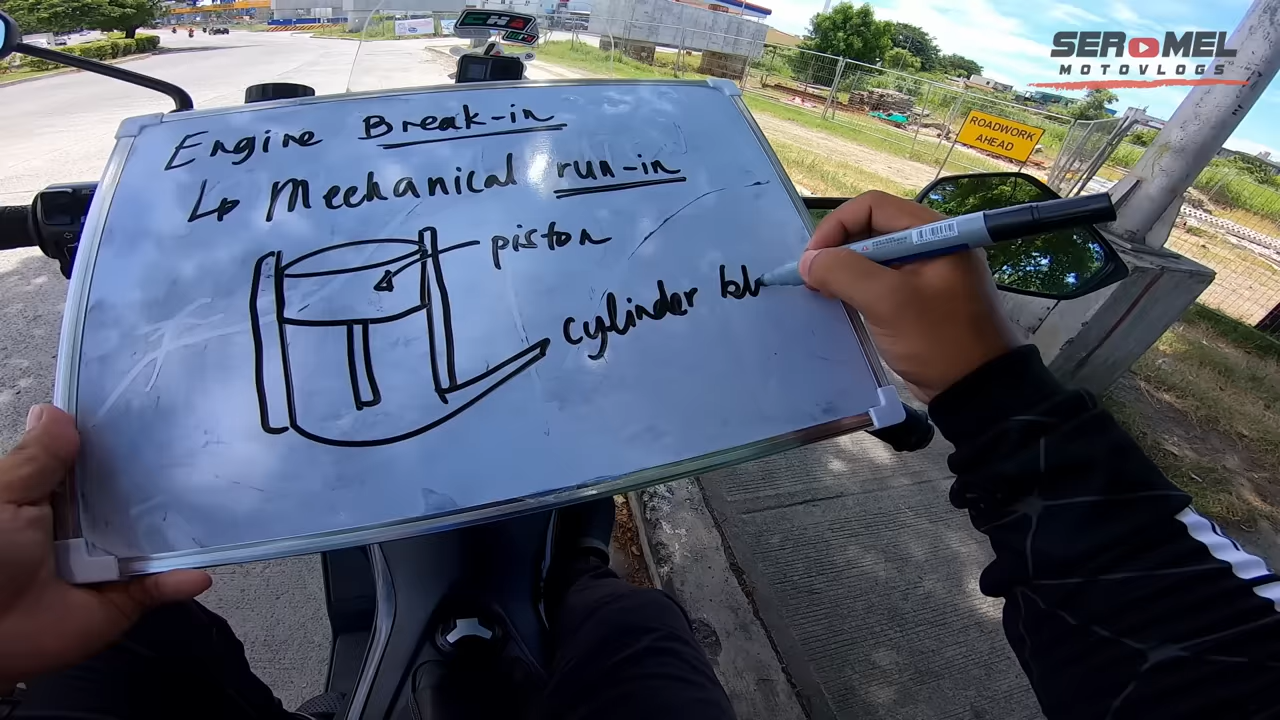 SEROMEL
MOTOVLOGS
ROADWORK
AHEAD
Engine Break-in
↳ Mechanical run-in
piston
cylinder bl